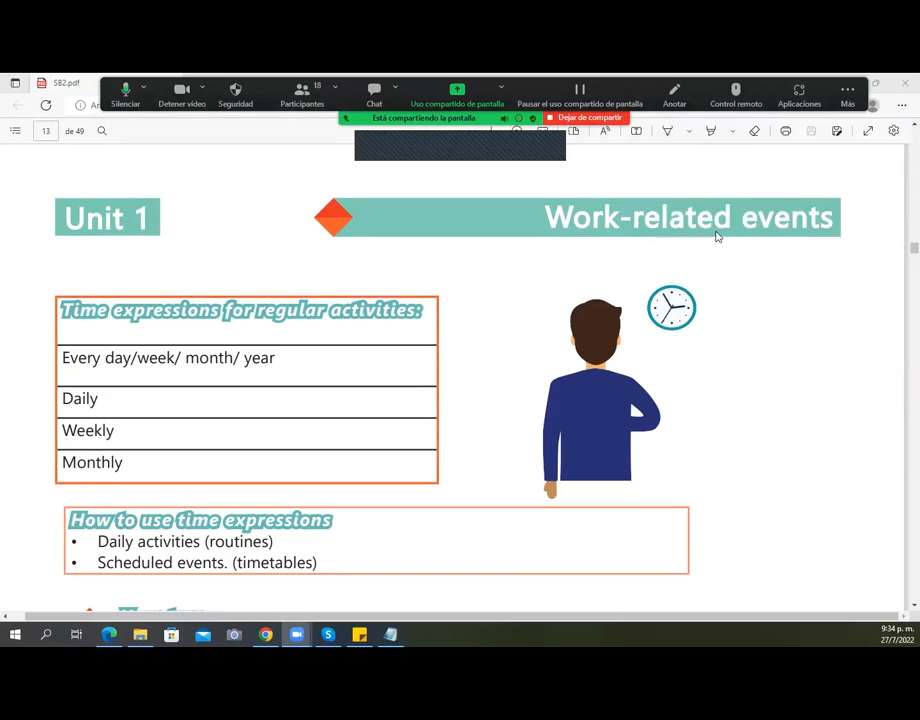 SB2.pdf
Silenciar
Detener vídeo
Seguridad
18
Participantes
Chat
Uso compartido de pantalla
Pausar el uso compartido de pantalla
Anotar
Control remoto
Aplicaciones
Más
Está compartiendo la pantalla
Dejar de compartir
13 de 49
Unit 1
Work-related events
Time expressions for regular activities:
Every day/week/ month/ year
Daily
Weekly
Monthly
How to use time expressions
• Daily activities (routines)
• Scheduled events. (timetables)
9:34 p. m.
27/7/2022